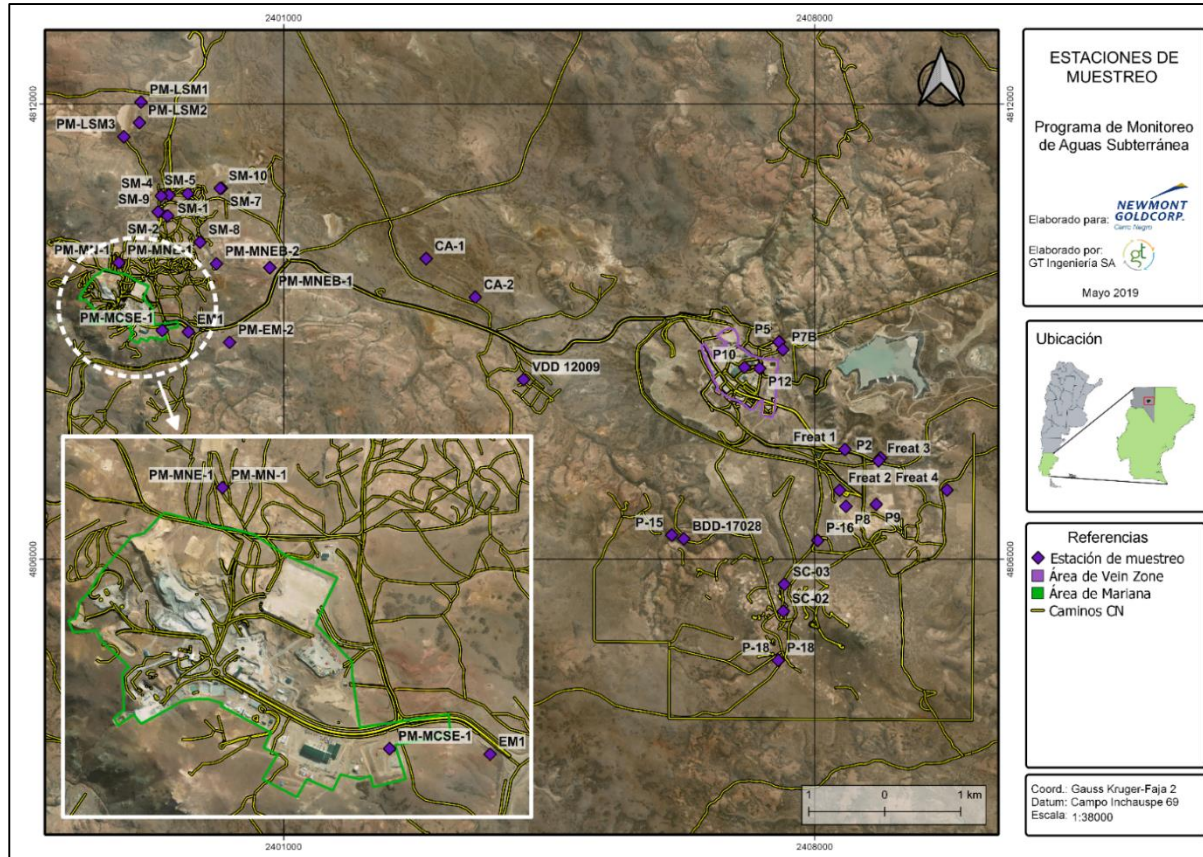 2401000
2408000
4812000
4812000
PM-LSM1
PM-LSM2
PM-LSM3
SM-10
SM-4
SM-5
SM-9
SM-7
SM-1
SM-2
SM-8
PM-MN-1
PM-MNE-1
PM-MNEB-2
PM-MNEB-1
CA-1
CA-2
PM-MCSE-1
EM1
PM-EM-2
VDD 12009
P5
P7B
P10
P12
Freat 1
P2
Freat 3
Freat 2
Freat 4
P8
P9
P-16
P-15
BDD-17028
SC-03
SC-02
P-18
P-18
4806000
4806000
PM-MNE-1
PM-MN-1
PM-MCSE-1
EM1
1
0
1 km
2401000
2408000
ESTACIONES DE
MUESTREO
Programa de Monitoreo
de Aguas Subterránea
Elaborado para:
NEWMONT
GOLDCORP.
Cerro Negro
Elaborado por:
GT Ingeniería SA
gt
Mayo 2019
Ubicación
Referencias
Estación de muestreo
Área de Vein Zone
Área de Mariana
Caminos CN
Coord.: Gauss Kruger-Faja 2
Datum: Campo Inchauspe 69
Escala: 1:38000